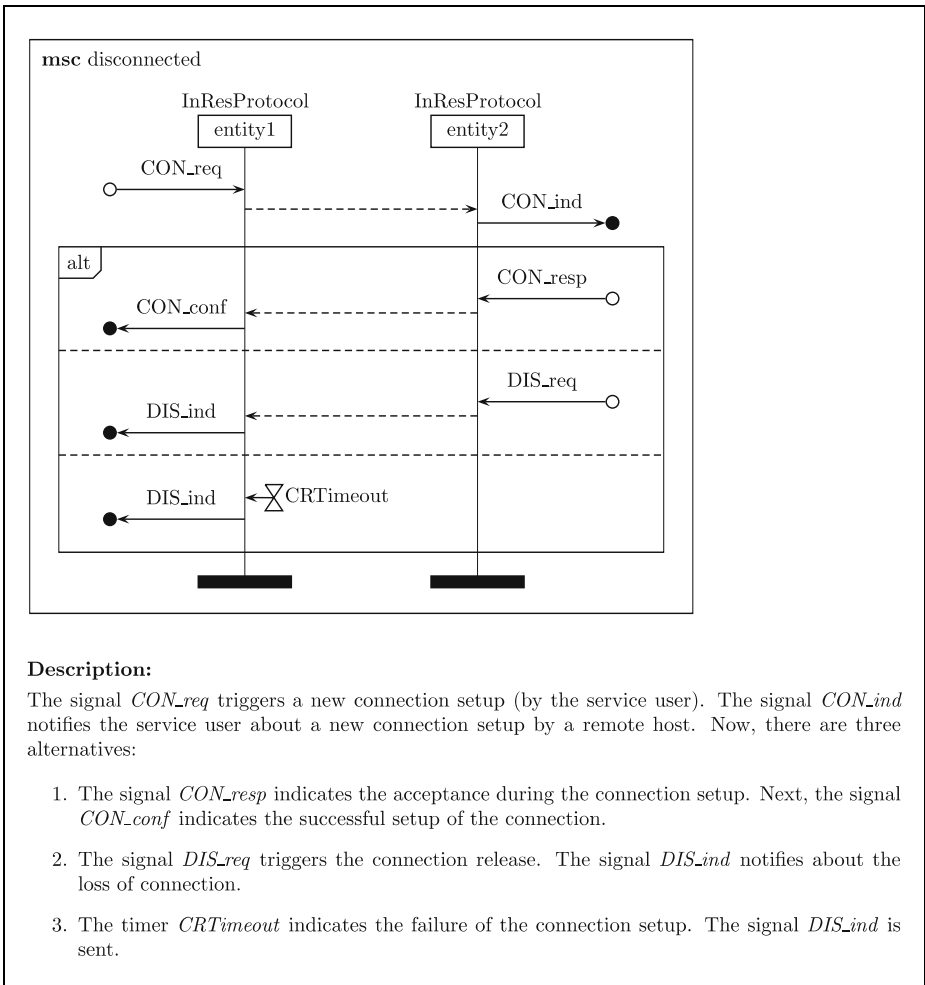 msc disconnected
InResProtocol InResProtocol
entity1 entity2
CON_req
CON_ind
alt
CON_resp
CON_conf
DIS_req
DIS_ind
DIS_ind
CRTimeout
Description:
The signal CON_req triggers a new connection setup (by the service user). The signal CON_ind
notifies the service user about a new connection setup by a remote host. Now, there are three
alternatives:
1. The signal CON_resp indicates the acceptance during the connection setup. Next, the signal
CON_conf indicates the successful setup of the connection.
2. The signal DIS_req triggers the connection release. The signal DIS_ind notifies about the
loss of connection.
3. The timer CRTimeout indicates the failure of the connection setup. The signal DIS_ind is
sent.